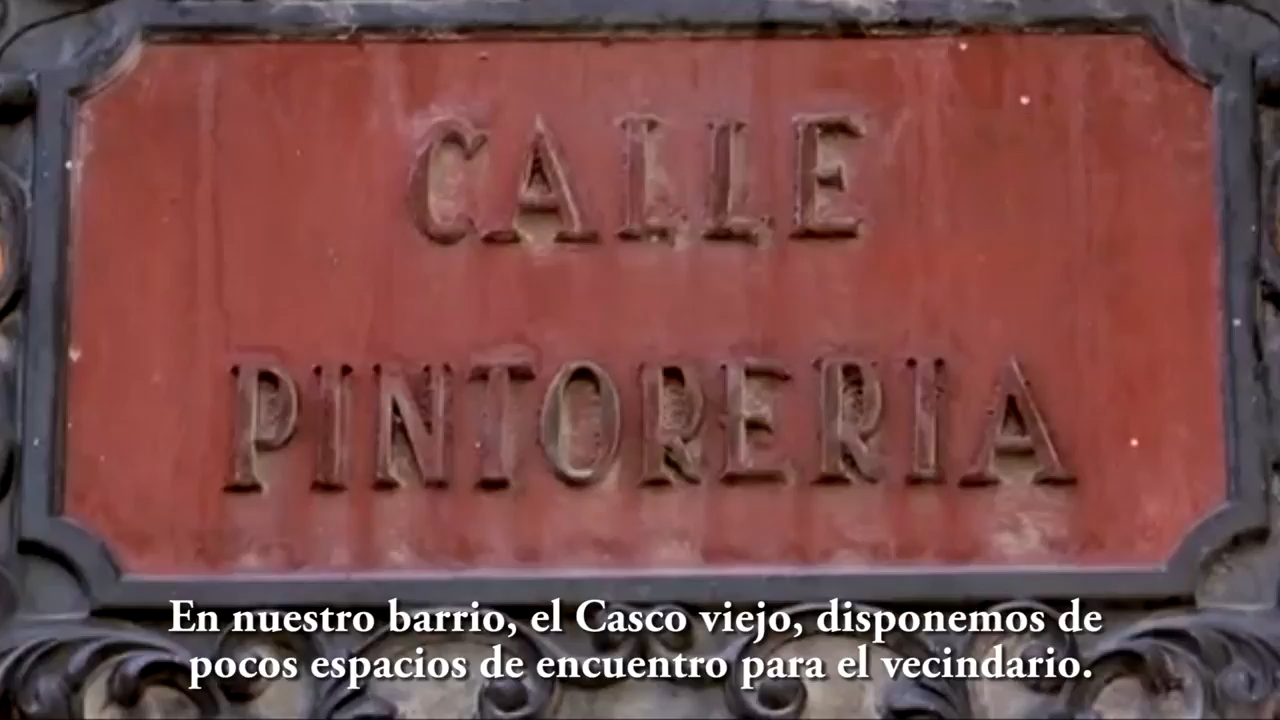 CALLE
PINTORERIA
En nuestro barrio, el Casco viejo, disponemos de
pocos espacios de encuentro para el vecindario.